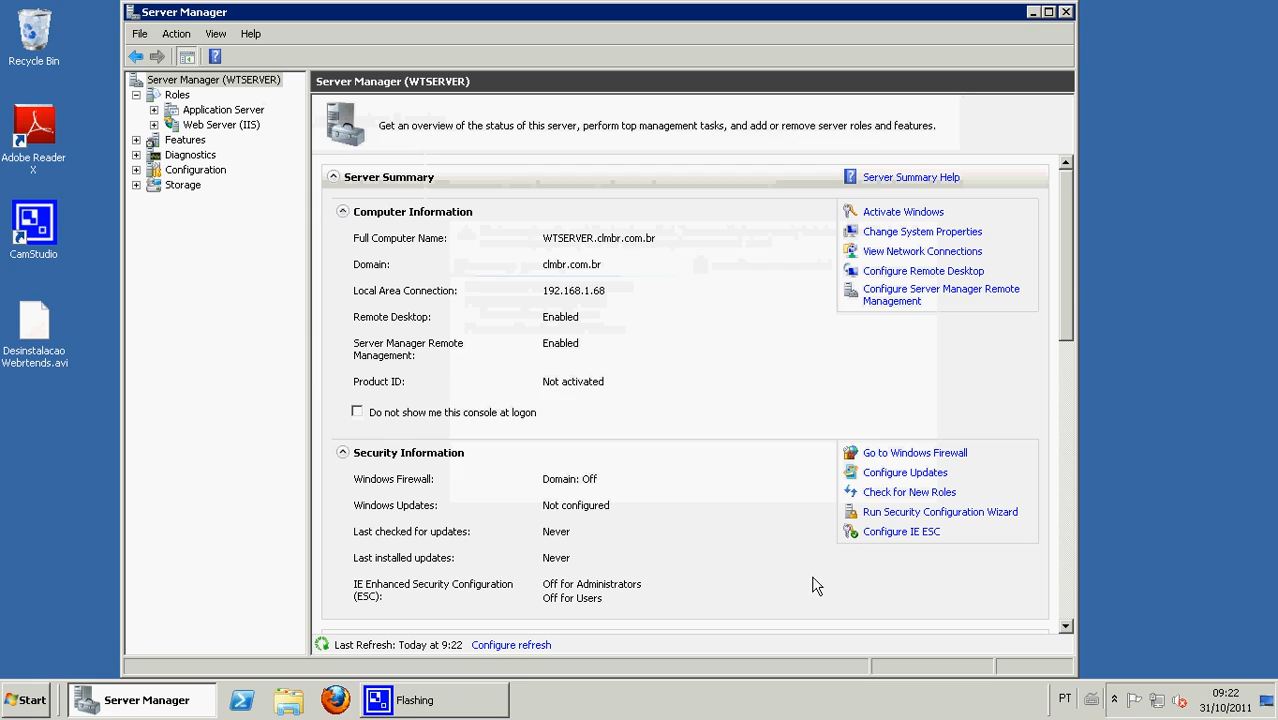 Recycle Bin
Adobe Reader
X
CamStudio
Desinstalacao
Webrtends.avi
Server Manager
File Action View Help
Server Manager (WTSERVER)
Roles
Application Server
Web Server (IIS)
Features
Diagnostics
Configuration
Storage
Server Manager (WTSERVER)
Get an overview of the status of this server, perform top management tasks, and add or remove server roles and features.
Server Summary
Server Summary Help
Computer Information
Full Computer Name: WTSERVER.clmbr.com.br
Domain: clmbr.com.br
Local Area Connection: 192.168.1.68
Remote Desktop: Enabled
Server Manager Remote
Management: Enabled
Product ID: Not activated
Do not show me this console at logon
Activate Windows
Change System Properties
View Network Connections
Configure Remote Desktop
Configure Server Manager Remote
Management
Security Information
Windows Firewall: Domain: Off
Windows Updates: Not configured
Last checked for updates: Never
Last installed updates: Never
IE Enhanced Security Configuration
(ESC):
Off for Administrators
Off for Users
Go to Windows Firewall
Configure Updates
Check for New Roles
Run Security Configuration Wizard
Configure IE ESC
Last Refresh: Today at 9:22 Configure refresh
Start
Server Manager
Flashing
PT
09:22
31/10/2011